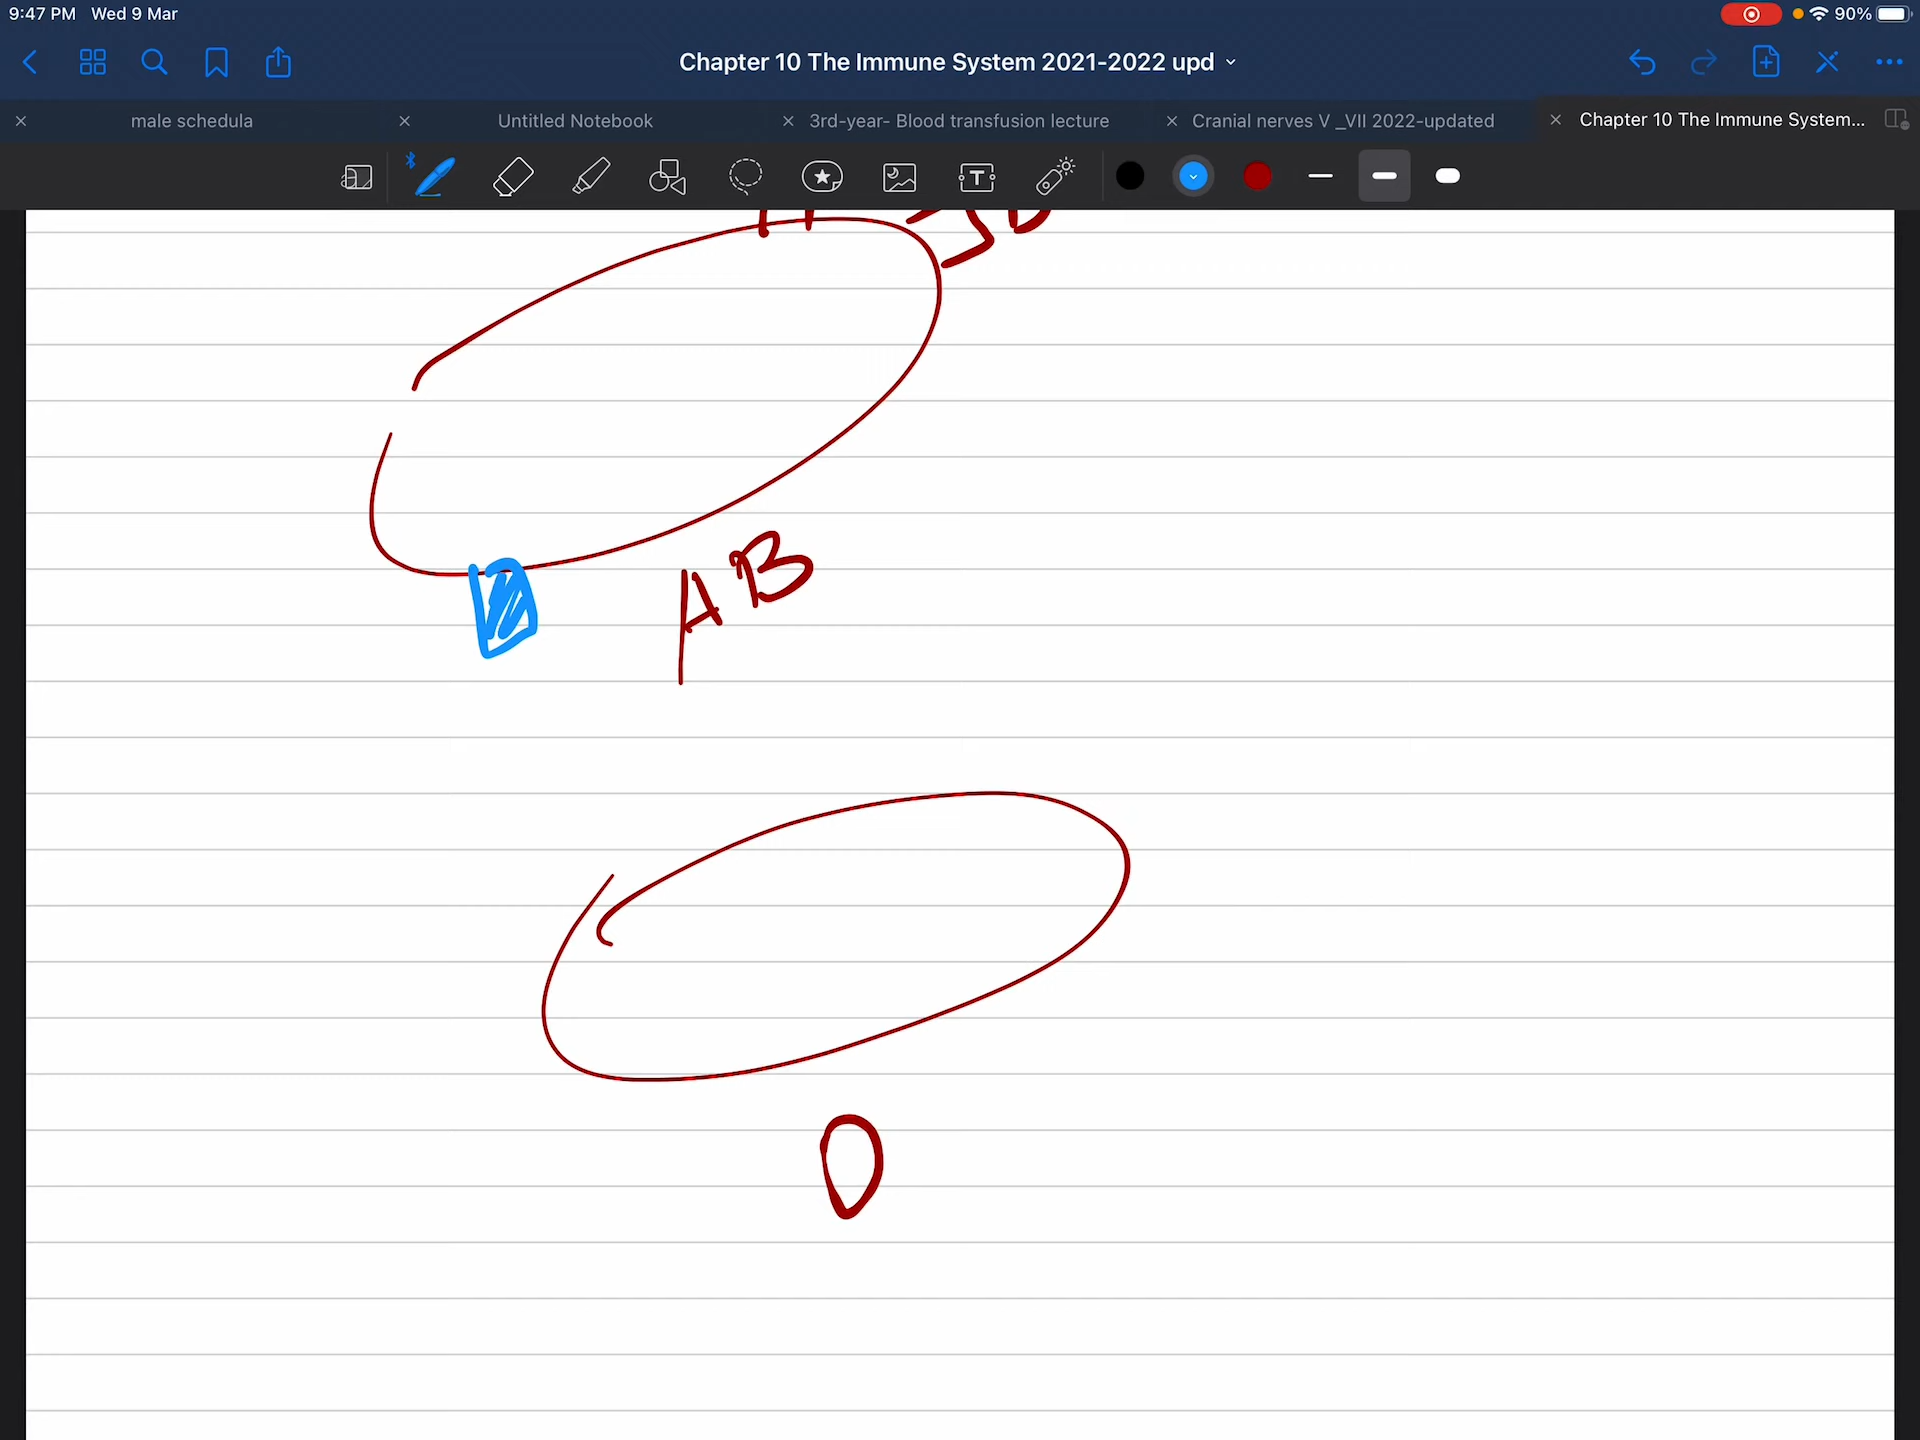 9:47 PM Wed 9 Mar
90%
Chapter 10 The Immune System 2021-2022 upd
male schedula
Untitled Notebook
3rd-year- Blood transfusion lecture
Cranial nerves V _VII 2022-updated
Chapter 10 The Immune System...
AB
O